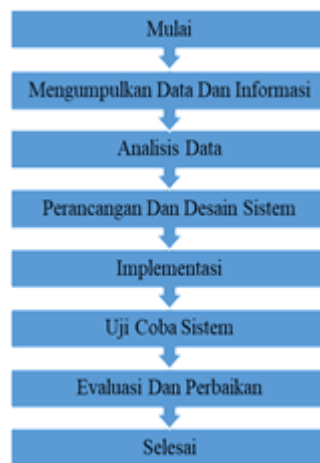 Mulai
Mengumpulkan Data Dan Informasi
Analisis Data
Perancangan Dan Desain Sistem
Implementasi
Uji Coba Sistem
Evaluasi Dan Perbaikan
Selesai